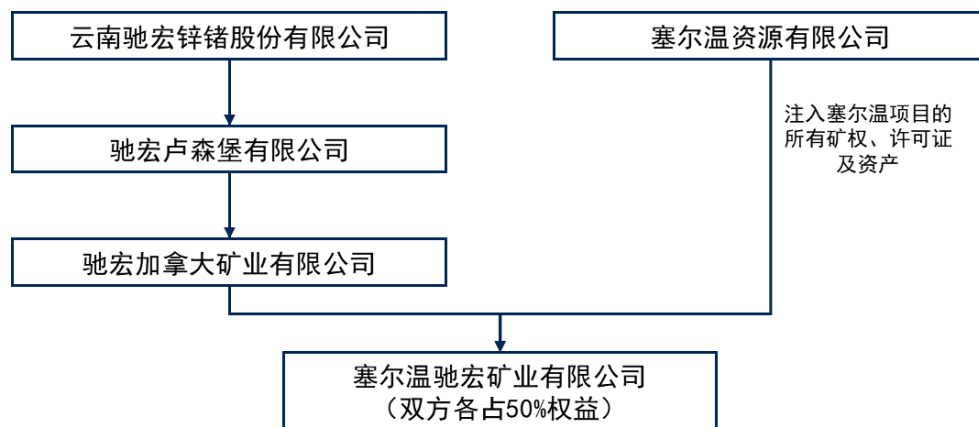 云南驰宏锌锗股份有限公司
塞尔温资源有限公司
注入塞尔温项目的
所有矿权、许可证
及资产
驰宏卢森堡有限公司
驰宏加拿大矿业有限公司
塞尔温驰宏矿业有限公司
（双方各占50%权益）